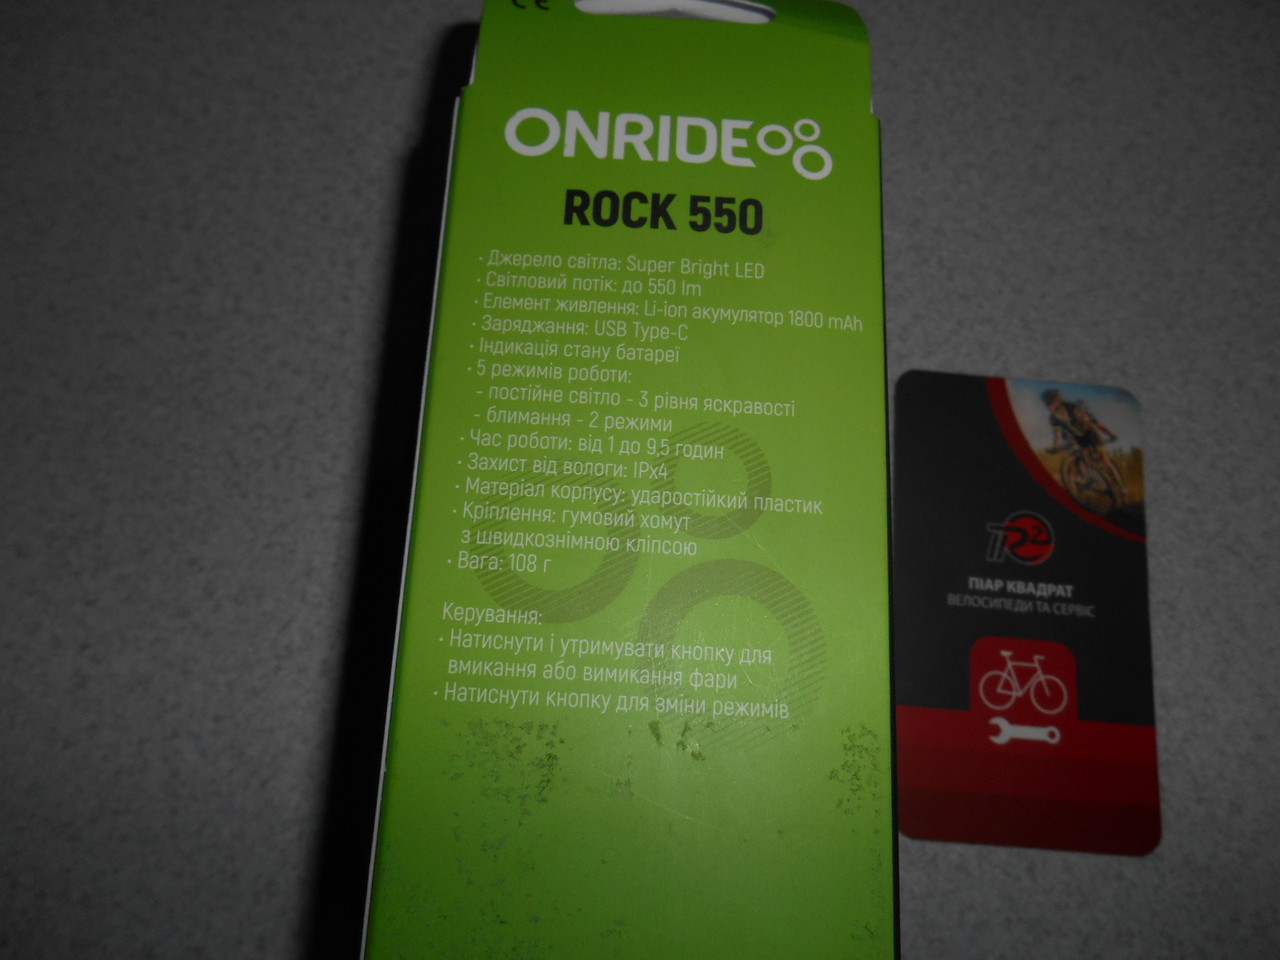 CE
ONRIDE
ROCK 550
• Джерело світла: Super Bright LED
• Світловий потік: до 550 lm
• Елемент живлення: Li-ion акумулятор 1800 mAh
• Заряджання: USB Type-C
• Індикація стану батареї
• 5 режимів роботи:
- постійне світло - 3 рівня яскравості
- блимання - 2 режими
• Час роботи: від 1 до 9,5 годин
• Захист від вологи: IPx4
• Матеріал корпусу: ударостійкий пластик
• Кріплення: гумовий хомут
з швидкознімною кліпсою
• Вага: 108 г
Керування:
• Натиснути і утримувати кнопку для
вмикання або вимикання фари
• Натиснути кнопку для зміни режимів
ПR2
ПІАР КВАДРАТ
ВЕЛОСИПЕДИ ТА СЕРВІС